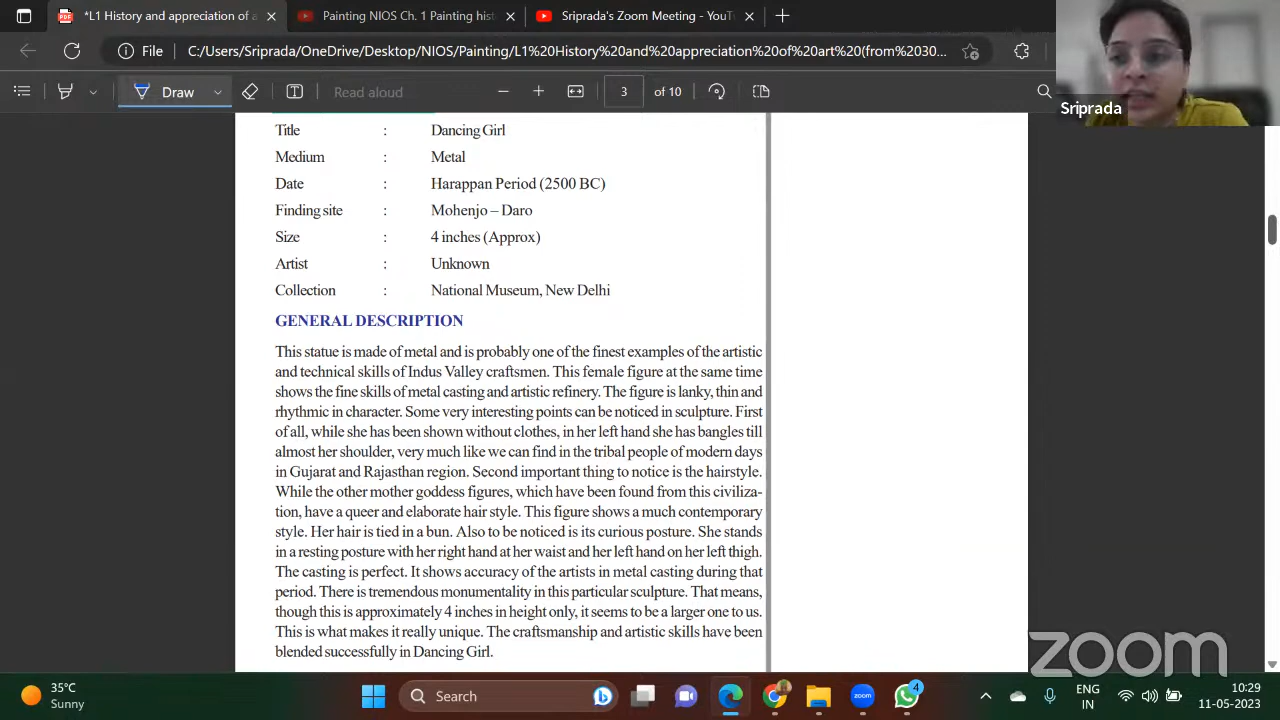 *L1 History and appreciation of a
Painting NIOS Ch. 1 Painting hist
Sriprada's Zoom Meeting - YouT
File
C:/Users/Sriprada/OneDrive/Desktop/NIOS/Painting/L1%20History%20and%20appreciation%20of%20art%20(from%2030...
Draw
Read aloud
3
of 10
Sriprada
Title : Dancing Girl
Medium : Metal
Date : Harappan Period (2500 BC)
Finding site : Mohenjo – Daro
Size : 4 inches (Approx)
Artist : Unknown
Collection : National Museum, New Delhi
GENERAL DESCRIPTION
This statue is made of metal and is probably one of the finest examples of the artistic
and technical skills of Indus Valley craftsmen. This female figure at the same time
shows the fine skills of metal casting and artistic refinery. The figure is lanky, thin and
rhythmic in character. Some very interesting points can be noticed in sculpture. First
of all, while she has been shown without clothes, in her left hand she has bangles till
almost her shoulder, very much like we can find in the tribal people of modern days
in Gujarat and Rajasthan region. Second important thing to notice is the hairstyle.
While the other mother goddess figures, which have been found from this civiliza-
tion, have a queer and elaborate hair style. This figure shows a much contemporary
style. Her hair is tied in a bun. Also to be noticed is its curious posture. She stands
in a resting posture with her right hand at her waist and her left hand on her left thigh.
The casting is perfect. It shows accuracy of the artists in metal casting during that
period. There is tremendous monumentality in this particular sculpture. That means,
though this is approximately 4 inches in height only, it seems to be a larger one to us.
This is what makes it really unique. The craftsmanship and artistic skills have been
blended successfully in Dancing Girl.
zoom
35°C
Sunny
Search
zoom
4
ENG
IN
10:29
11-05-2023